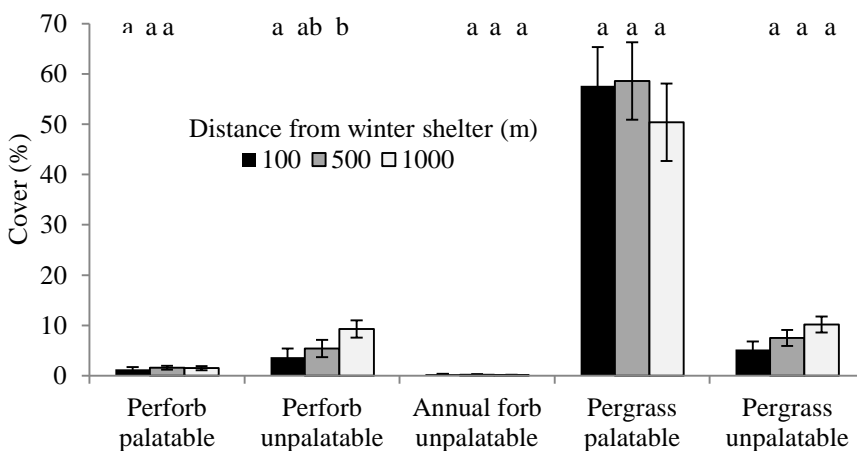 a a a a ab b a a a a a a a a a
70
60
50
40
30
20
10
0
Cover (%)
Distance from winter shelter (m)
100 500 1000
Perforb palatable
Perforb unpalatable
Annual forb unpalatable
Pergrass palatable
Pergrass unpalatable